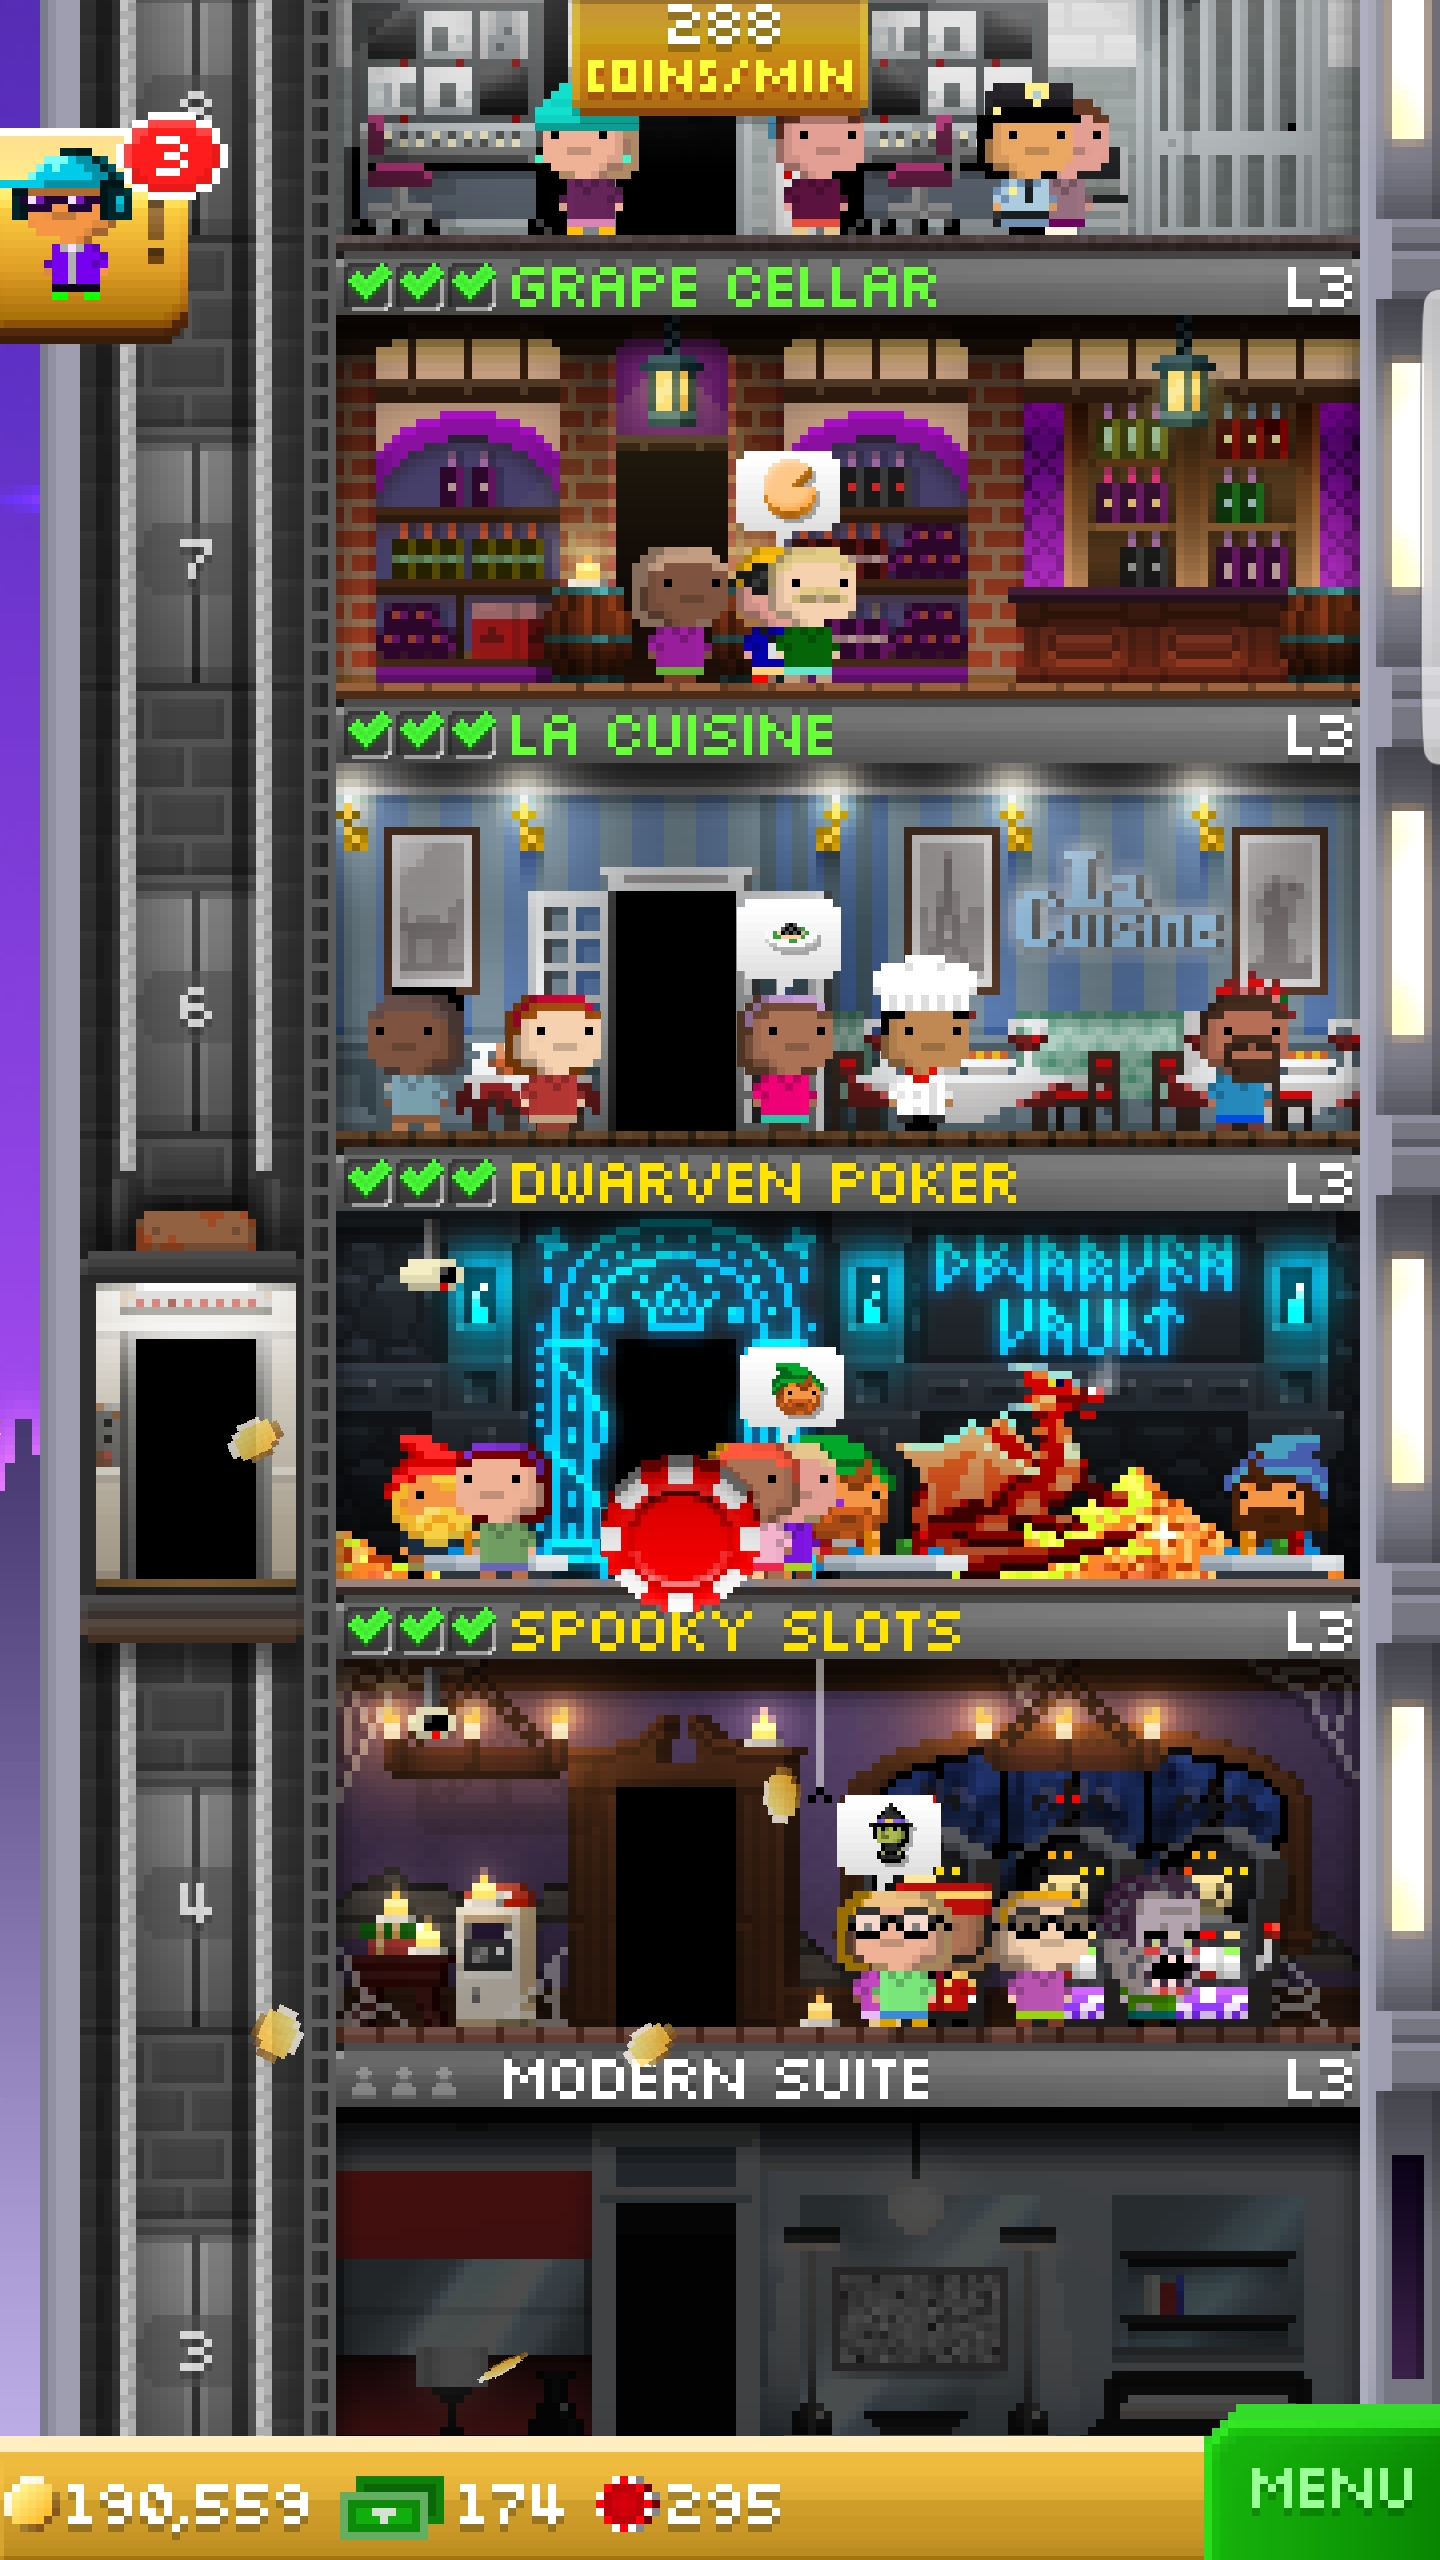 288
COINS/MIN
3
GRAPE CELLAR L3
7
LA CUISINE L3
La
Cuisine
6
DWARVEN POKER L3
DWARVEN
VAULT
SPOOKY SLOTS L3
4
MODERN SUITE L3
3
190,559 174 295
MENU